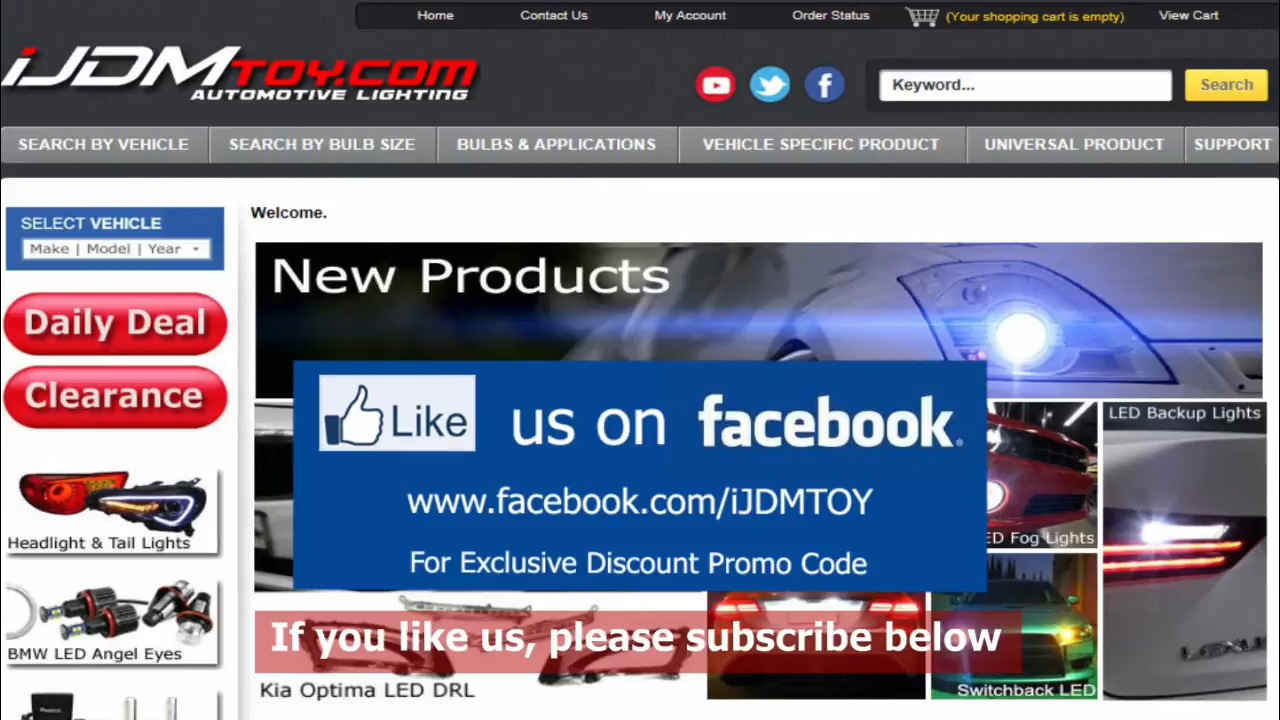 Home Contact Us My Account Order Status (Your shopping cart is empty) View Cart
iJDMTOY.COM
AUTOMOTIVE LIGHTING
Keyword... Search
SEARCH BY VEHICLE SEARCH BY BULB SIZE BULBS & APPLICATIONS VEHICLE SPECIFIC PRODUCT UNIVERSAL PRODUCT SUPPORT
Welcome.
SELECT VEHICLE
Make | Model | Year
Daily Deal
Clearance
Headlight & Tail Lights
BMW LED Angel Eyes
New Products
LED Backup Lights
Like us on facebook
www.facebook.com/iJDMTOY
For Exclusive Discount Promo Code
ED Fog Lights
If you like us, please subscribe below
Kia Optima LED DRL
Switchback LED